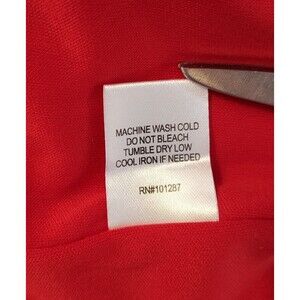 MACHINE WASH COLD
DO NOT BLEACH
TUMBLE DRY LOW
COOL IRON IF NEEDED
RN#101287